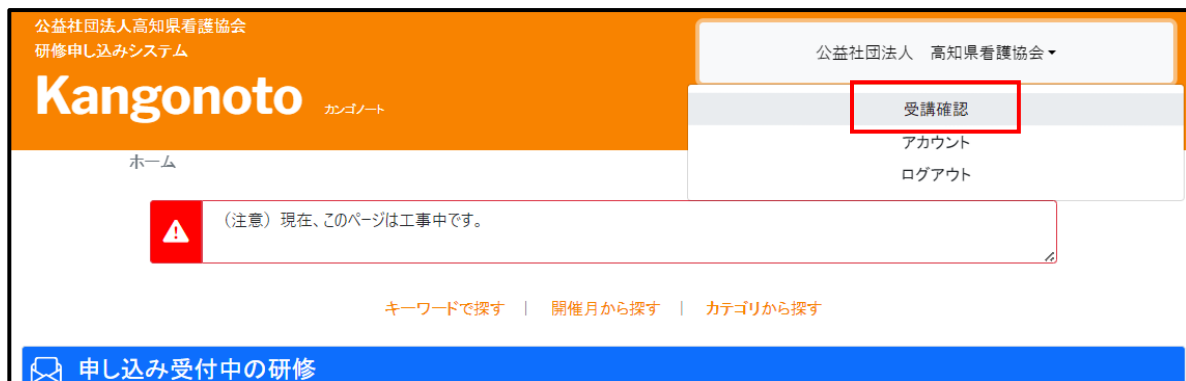 公益社団法人高知県看護協会
研修申し込みシステム
Kangonoto カンゴノート
公益社団法人　高知県看護協会
受講確認
アカウント
ログアウト
ホーム
（注意）現在、このページは工事中です。
キーワードで探す | 開催月から探す | カテゴリから探す
申し込み受付中の研修